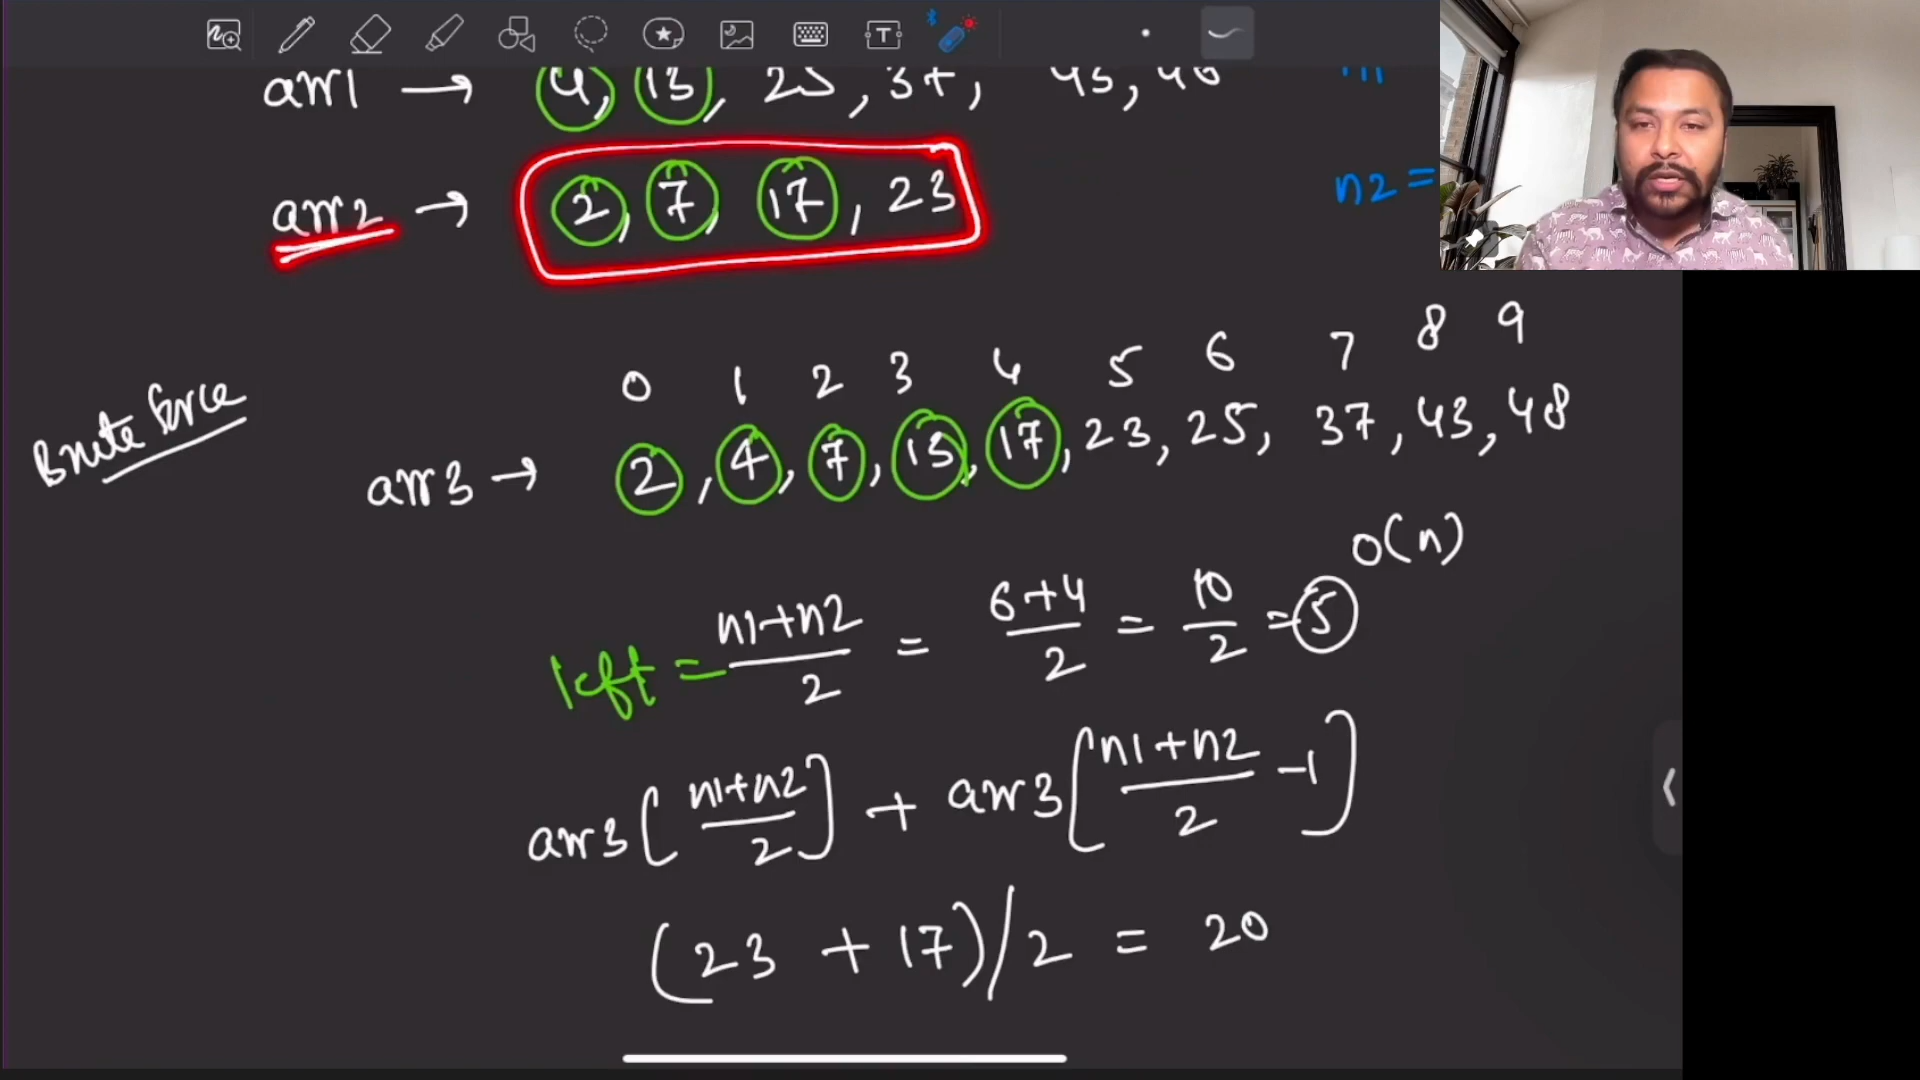 arr1 → 4, 13, 25, 37, 43, 48
arr2 → 2, 7, 17, 23
n2 =
0 1 2 3 4 5 6 7 8 9
Brute force
arr3 → 2, 4, 7, 13, 17, 23, 25, 37, 43, 48
O(n)
left = n1+n2/2 = 6+4/2 = 10/2 = 5
arr3[n1+n2/2] + arr3[n1+n2/2 -1]
(23 + 17)/2 = 20